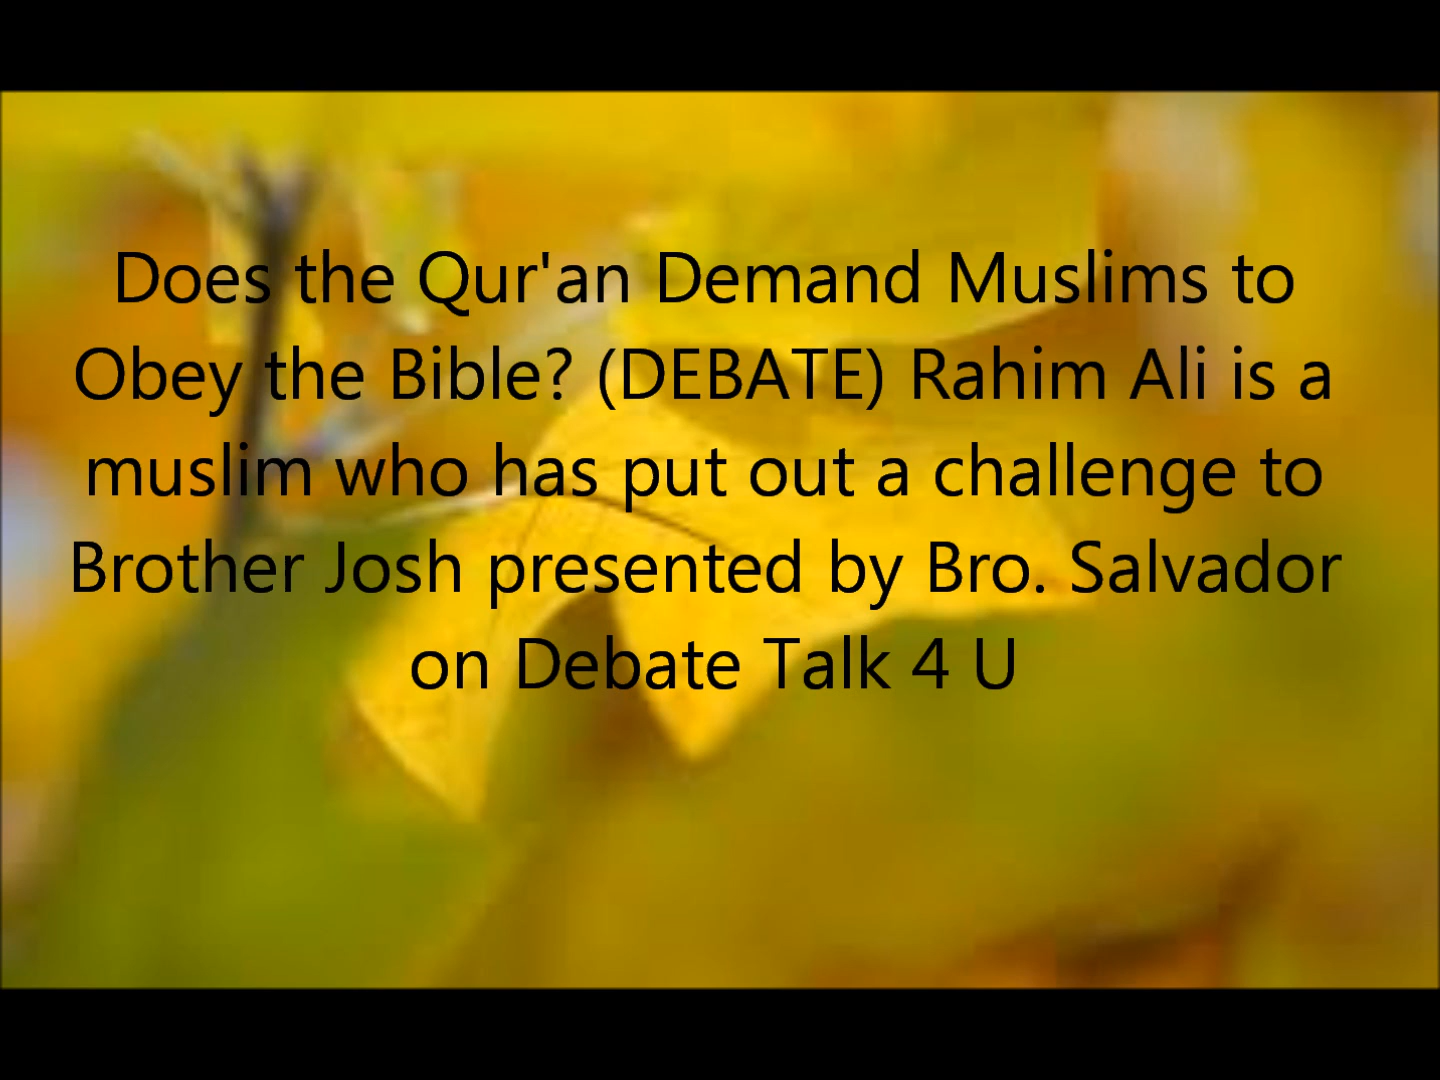 Does the Qur'an Demand Muslims to
Obey the Bible? (DEBATE) Rahim Ali is a
muslim who has put out a challenge to
Brother Josh presented by Bro. Salvador
on Debate Talk 4 U